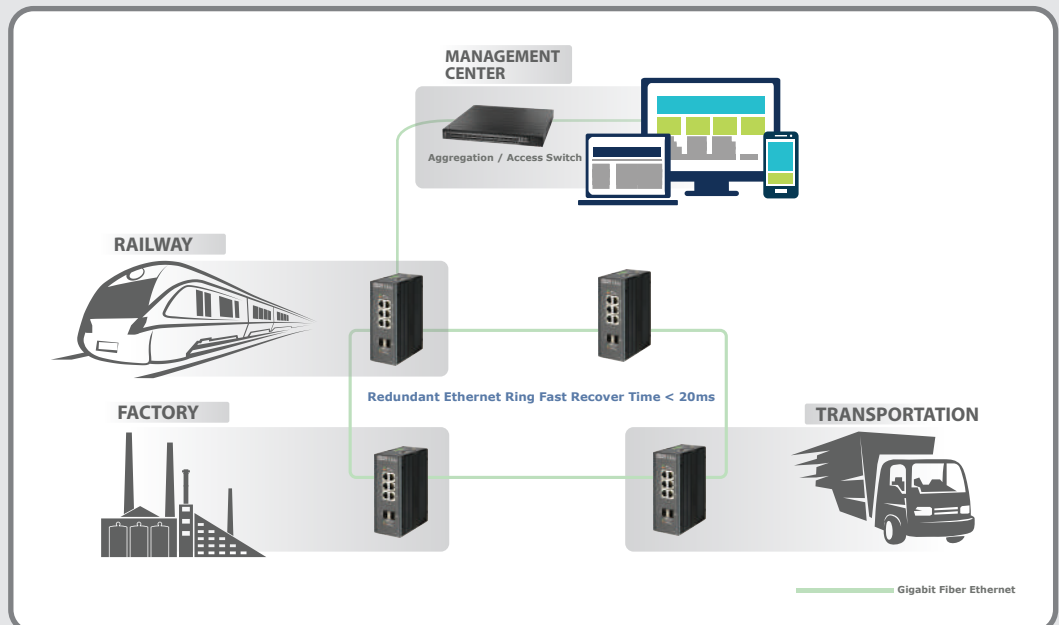 MANAGEMENT
CENTER
Aggregation / Access Switch
RAILWAY
Redundant Ethernet Ring Fast Recover Time < 20ms
FACTORY
TRANSPORTATION
Gigabit Fiber Ethernet